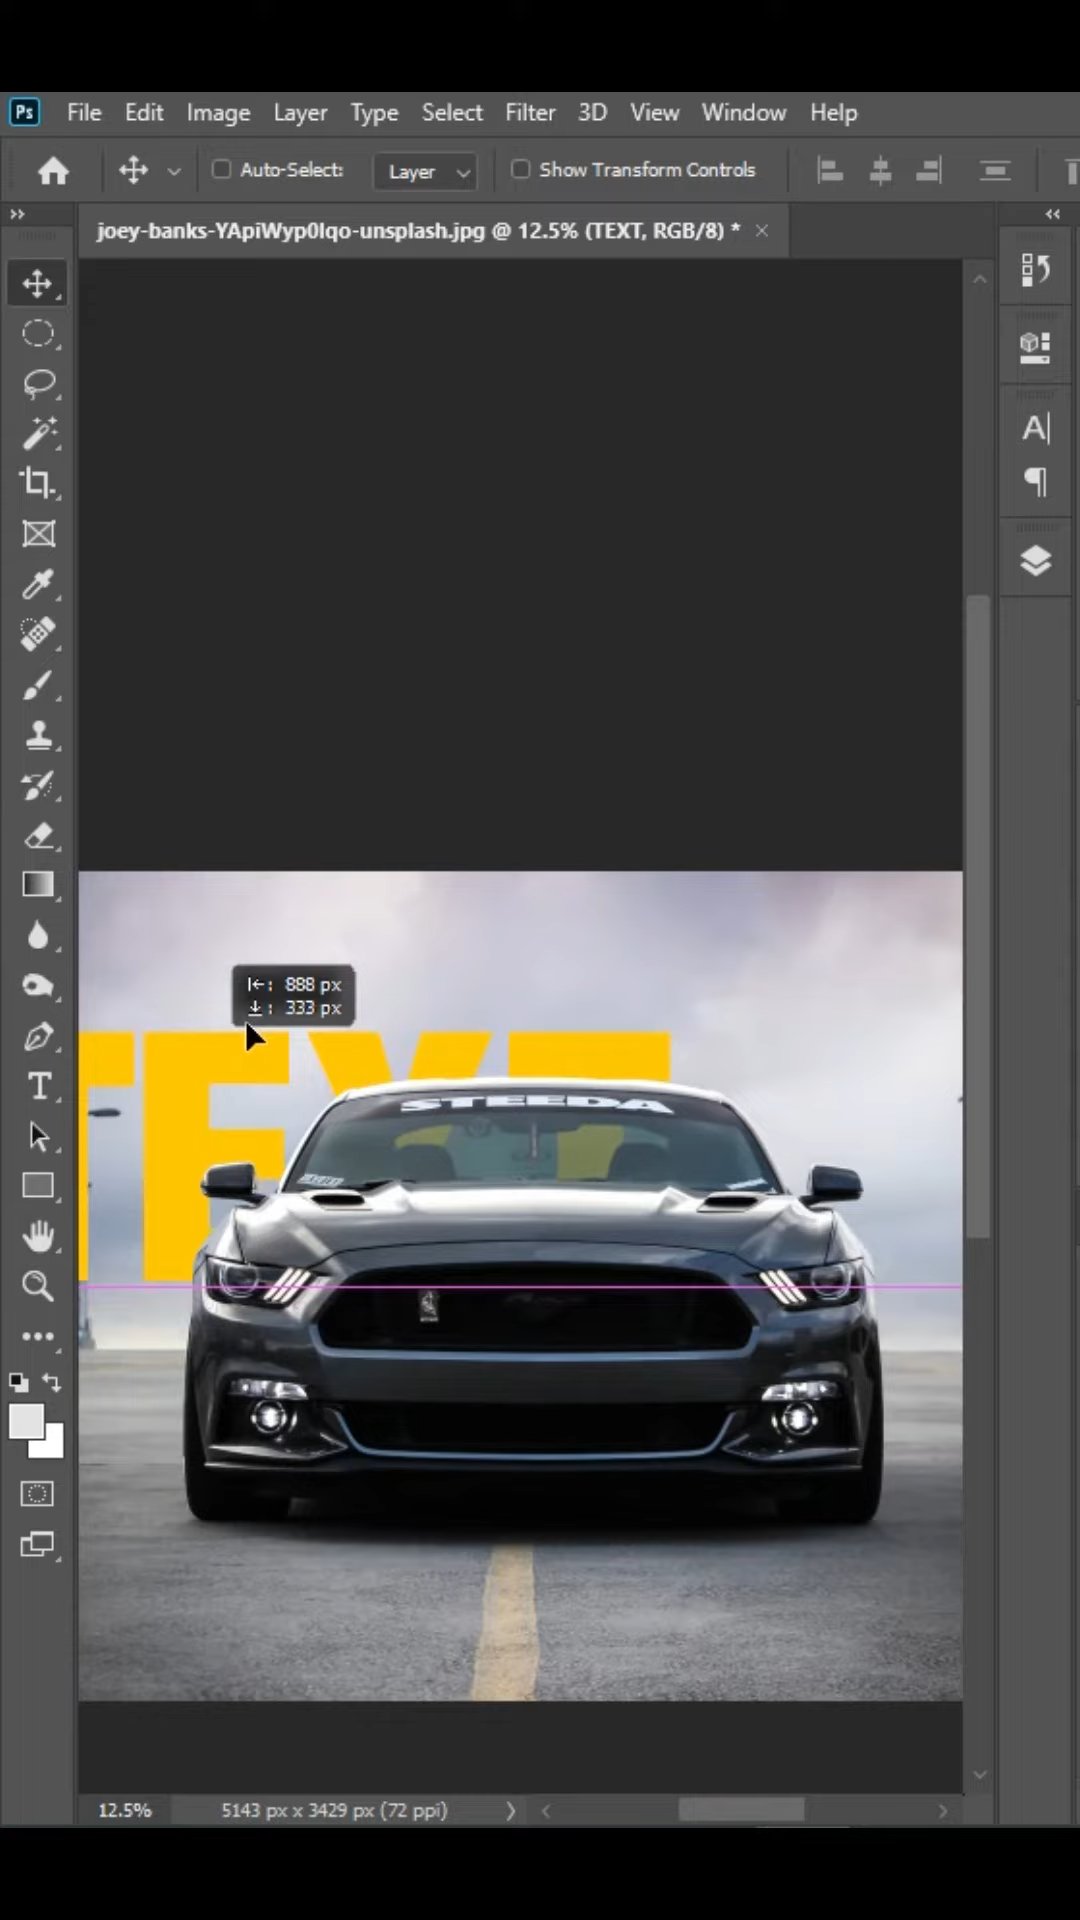 Ps File Edit Image Layer Type Select Filter 3D View Window Help
Auto-Select: Layer Show Transform Controls
joey-banks-YApiWyp0lqo-unsplash.jpg @ 12.5% (TEXT, RGB/8) * ×
888 px
333 px
TEXT
STEEDA
12.5% 5143 px x 3429 px (72 ppi)